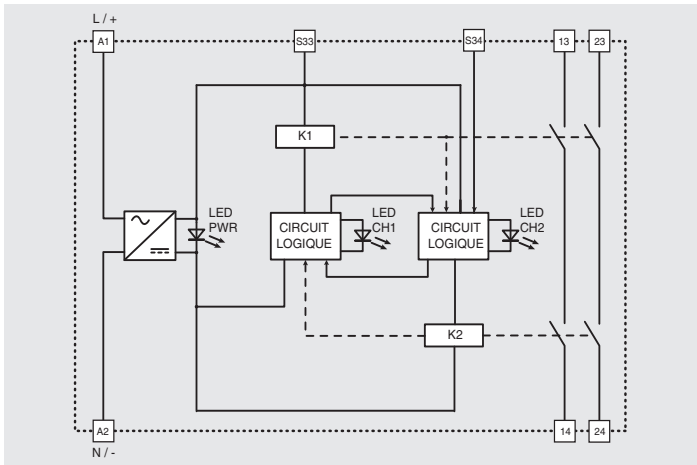 L / +
A1
S33
S34
13
23
K1
LED
PWR
CIRCUIT
LOGIQUE
LED
CH1
CIRCUIT
LOGIQUE
LED
CH2
K2
A2
14
24
N / -